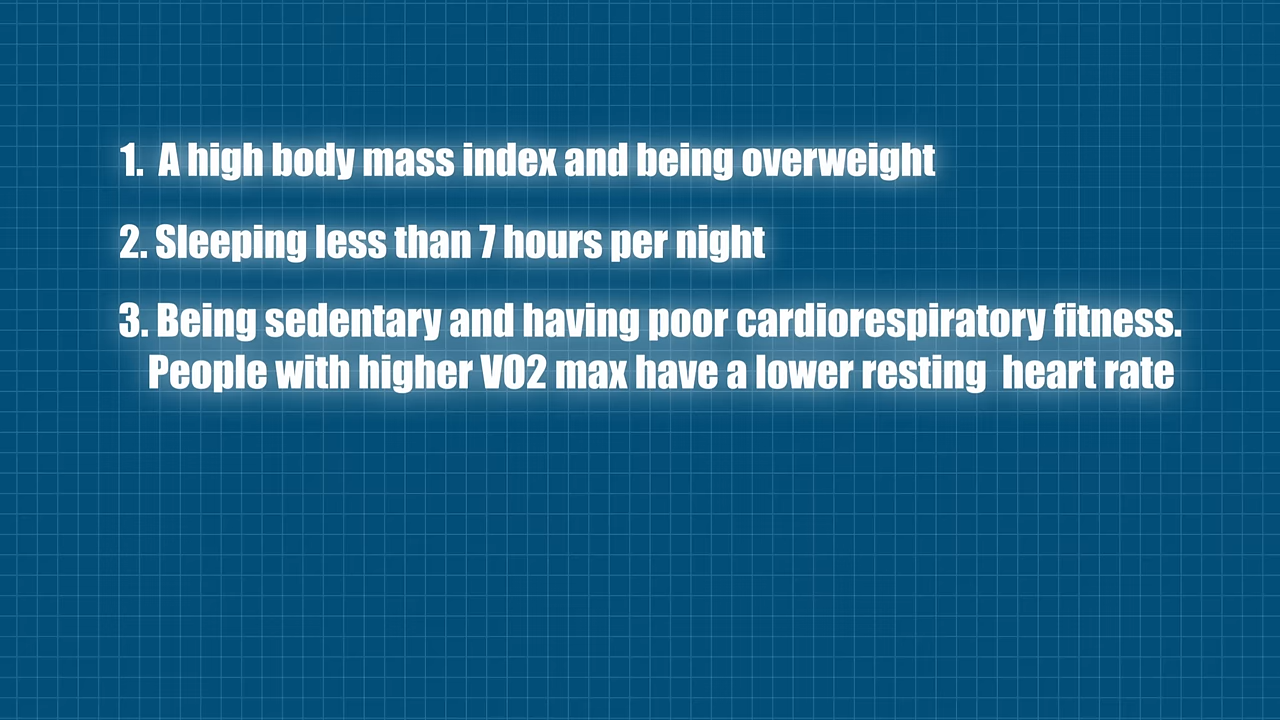 1. A high body mass index and being overweight
2. Sleeping less than 7 hours per night
3. Being sedentary and having poor cardiorespiratory fitness.
People with higher VO2 max have a lower resting heart rate